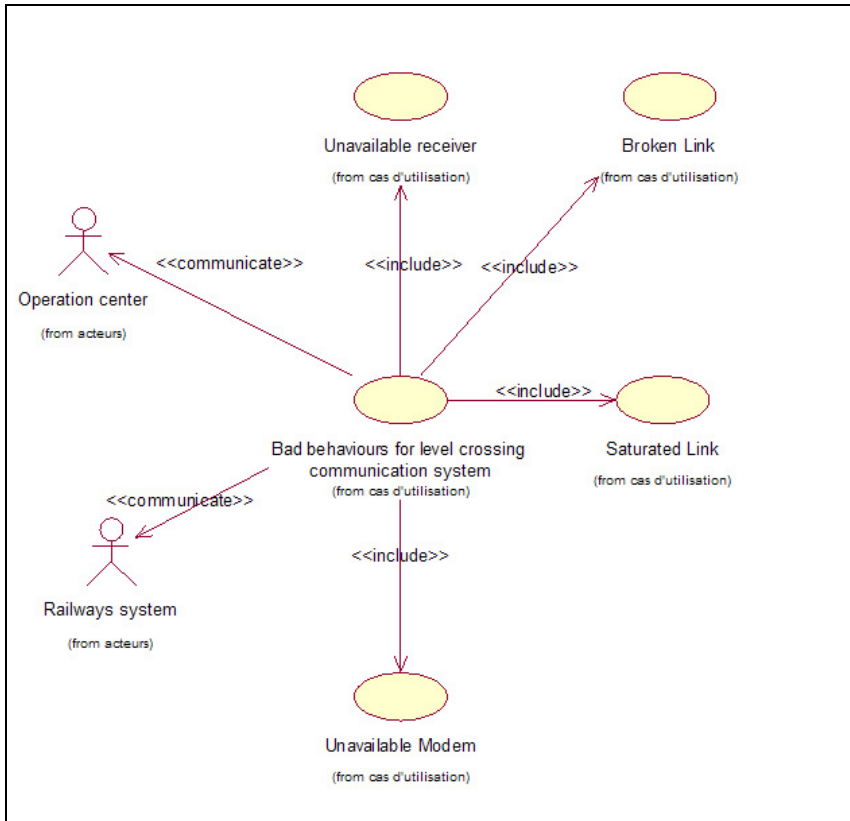 Unavailable receiver
(from cas d'utilisation)
Broken Link
(from cas d'utilisation)
Operation center
(from acteurs)
<<communicate>>
<<include>>
<<include>>
<<include>>
Saturated Link
(from cas d'utilisation)
Bad behaviours for level crossing
communication system
(from cas d'utilisation)
<<communicate>>
Railways system
(from acteurs)
<<include>>
Unavailable Modem
(from cas d'utilisation)